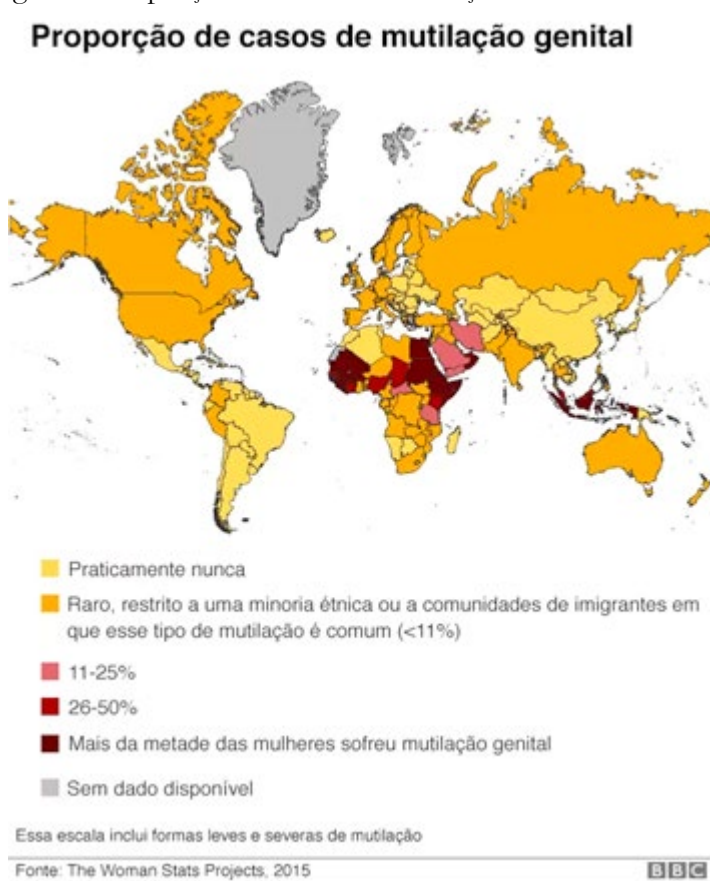 Proporção de casos de mutilação genital
Praticamente nunca
Raro, restrito a uma minoria étnica ou a comunidades de imigrantes em
que esse tipo de mutilação é comum (<11%)
11-25%
26-50%
Mais da metade das mulheres sofreu mutilação genital
Sem dado disponível
Essa escala inclui formas leves e severas de mutilação
Fonte: The Woman Stats Projects, 2015
BBC